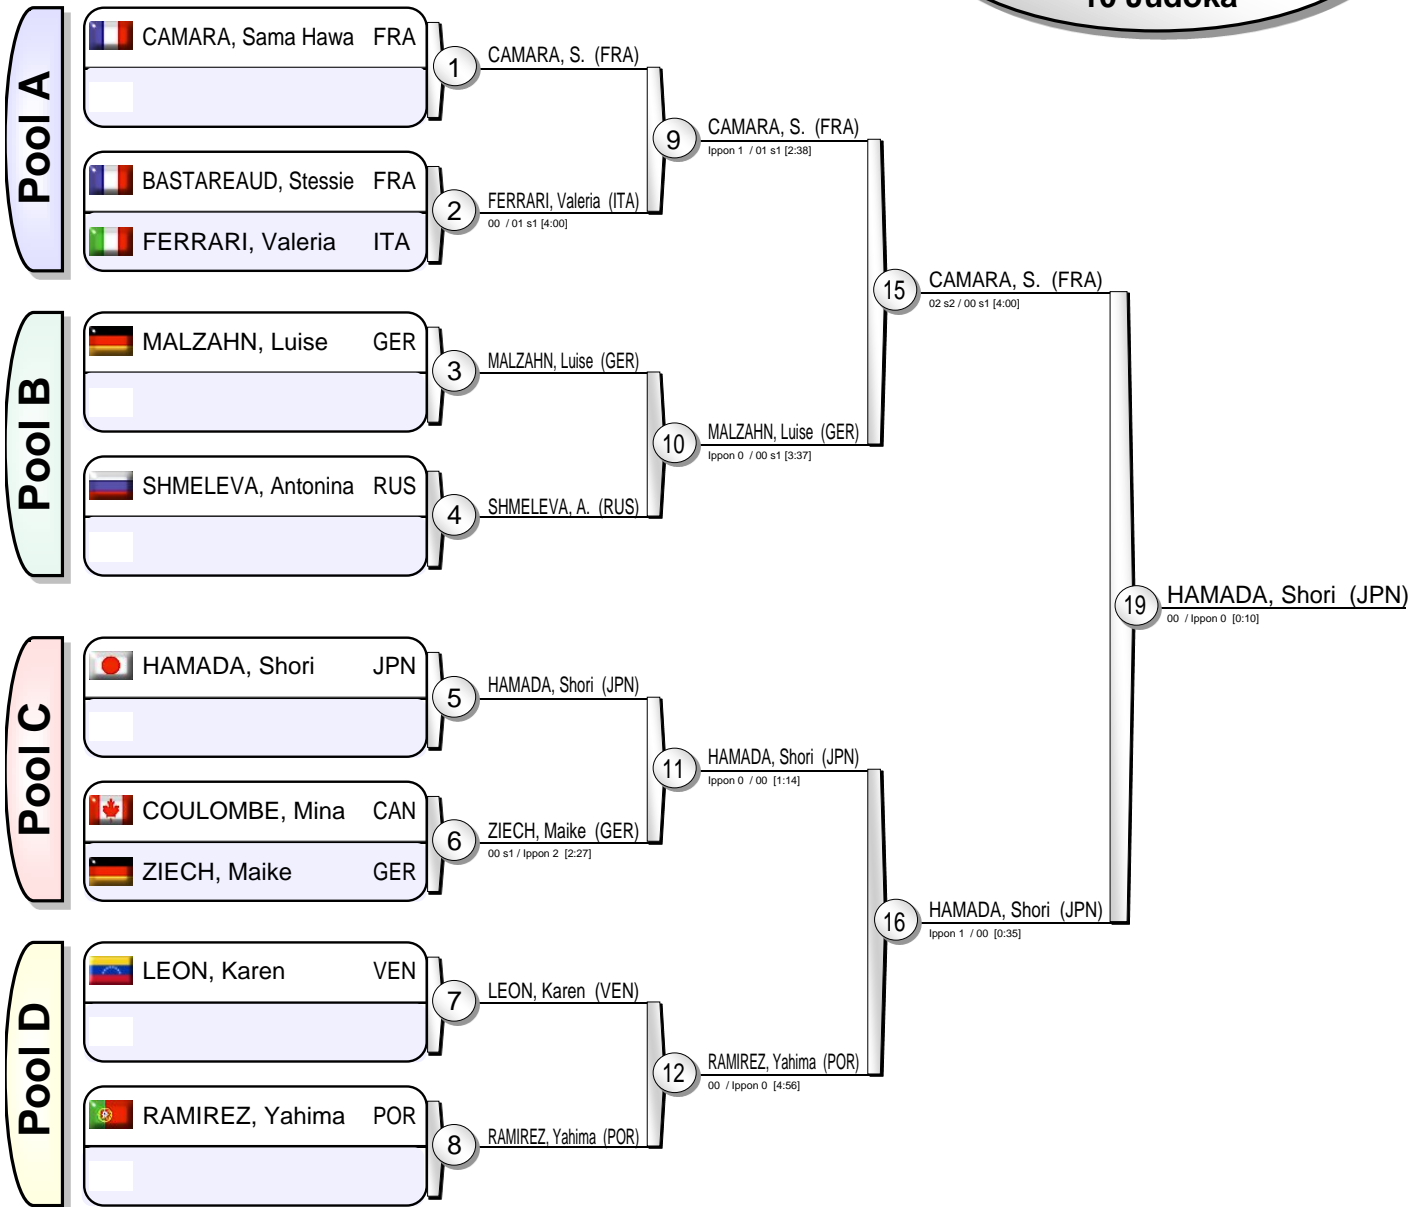 10 Judoka
Pool A
CAMARA, Sama Hawa FRA
BASTAREAUD, Stessie FRA
FERRARI, Valeria ITA
1
CAMARA, S. (FRA)
2
FERRARI, Valeria (ITA)
00 / 01 s1 [4:00]
9
CAMARA, S. (FRA)
Ippon 1 / 01 s1 [2:38]
Pool B
MALZAHN, Luise GER
SHMELEVA, Antonina RUS
3
MALZAHN, Luise (GER)
4
SHMELEVA, A. (RUS)
10
MALZAHN, Luise (GER)
Ippon 0 / 00 s1 [3:37]
15
CAMARA, S. (FRA)
02 s2 / 00 s1 [4:00]
Pool C
HAMADA, Shori JPN
COULOMBE, Mina CAN
ZIECH, Maike GER
5
HAMADA, Shori (JPN)
6
ZIECH, Maike (GER)
00 s1 / Ippon 2 [2:27]
11
HAMADA, Shori (JPN)
Ippon 0 / 00 [1:14]
Pool D
LEON, Karen VEN
RAMIREZ, Yahima POR
7
LEON, Karen (VEN)
8
RAMIREZ, Yahima (POR)
12
RAMIREZ, Yahima (POR)
00 / Ippon 0 [4:56]
16
HAMADA, Shori (JPN)
Ippon 1 / 00 [0:35]
19
HAMADA, Shori (JPN)
00 / Ippon 0 [0:10]